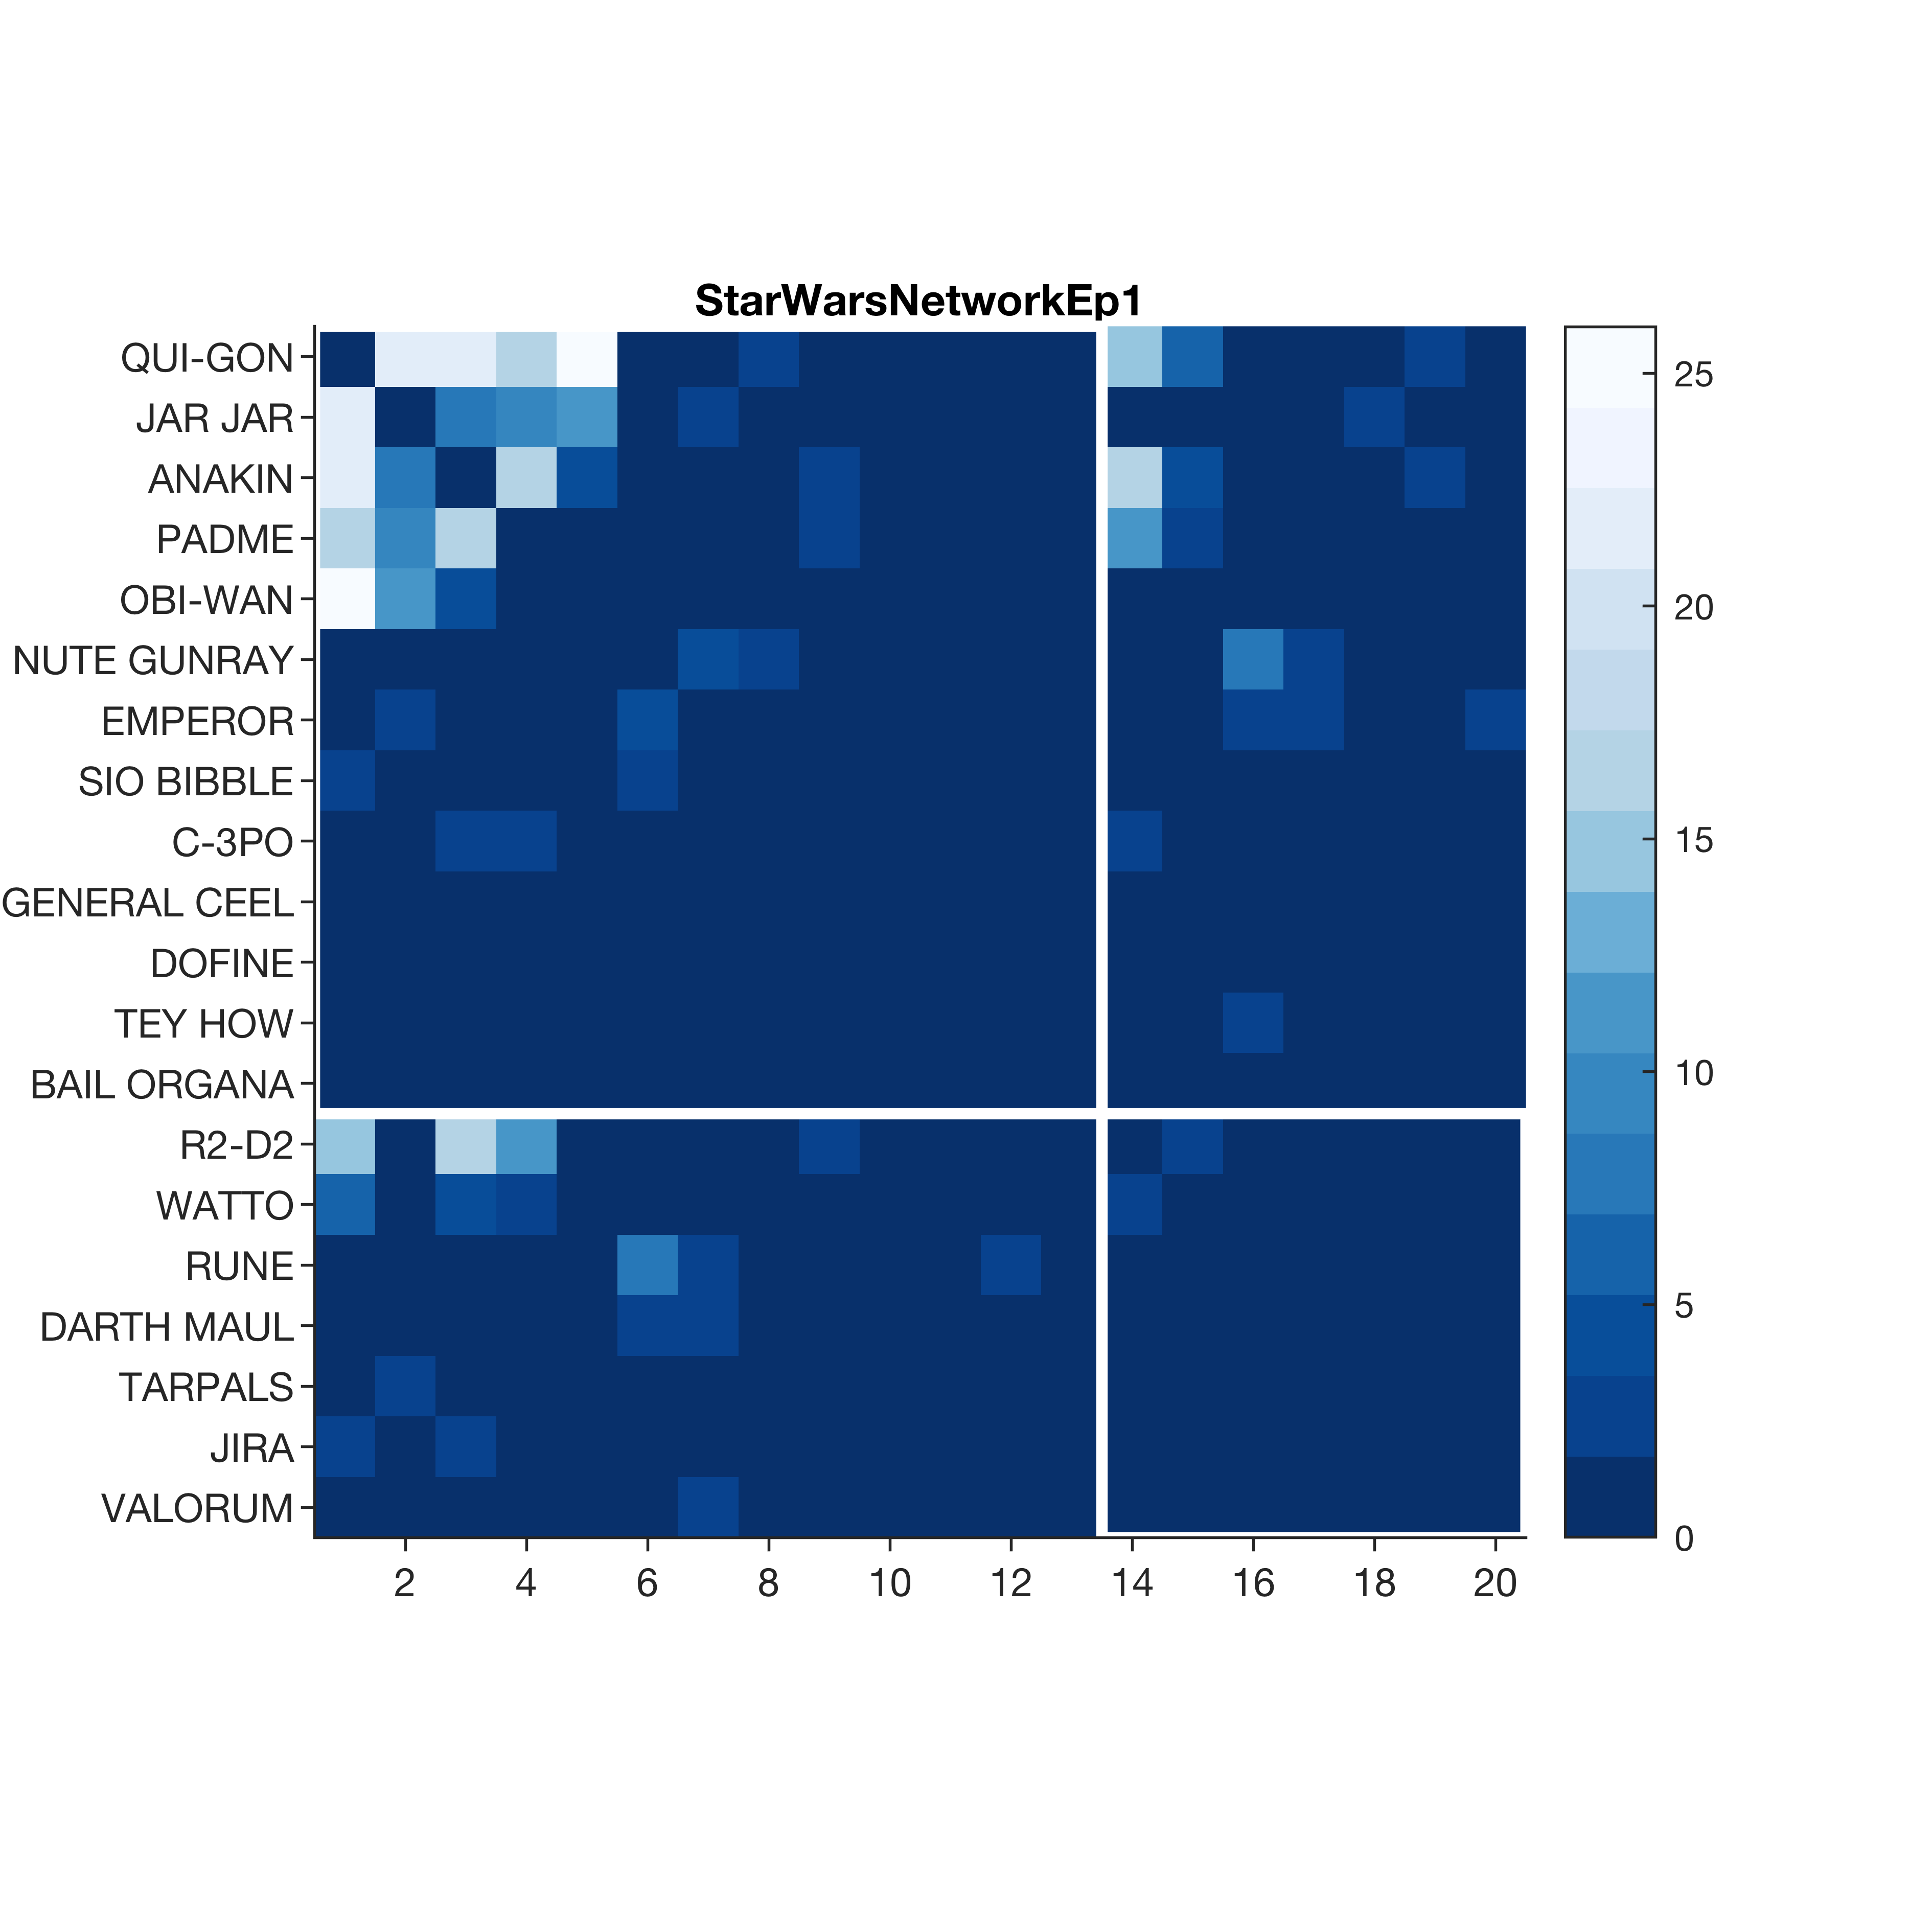 StarWarsNetworkEp1
QUI-GON
JAR JAR
ANAKIN
PADME
OBI-WAN
NUTE GUNRAY
EMPEROR
SIO BIBBLE
C-3PO
GENERAL CEEL
DOFINE
TEY HOW
BAIL ORGANA
R2-D2
WATTO
RUNE
DARTH MAUL
TARPALS
JIRA
VALORUM
2 4 6 8 10 12 14 16 18 20
25
20
15
10
5
0